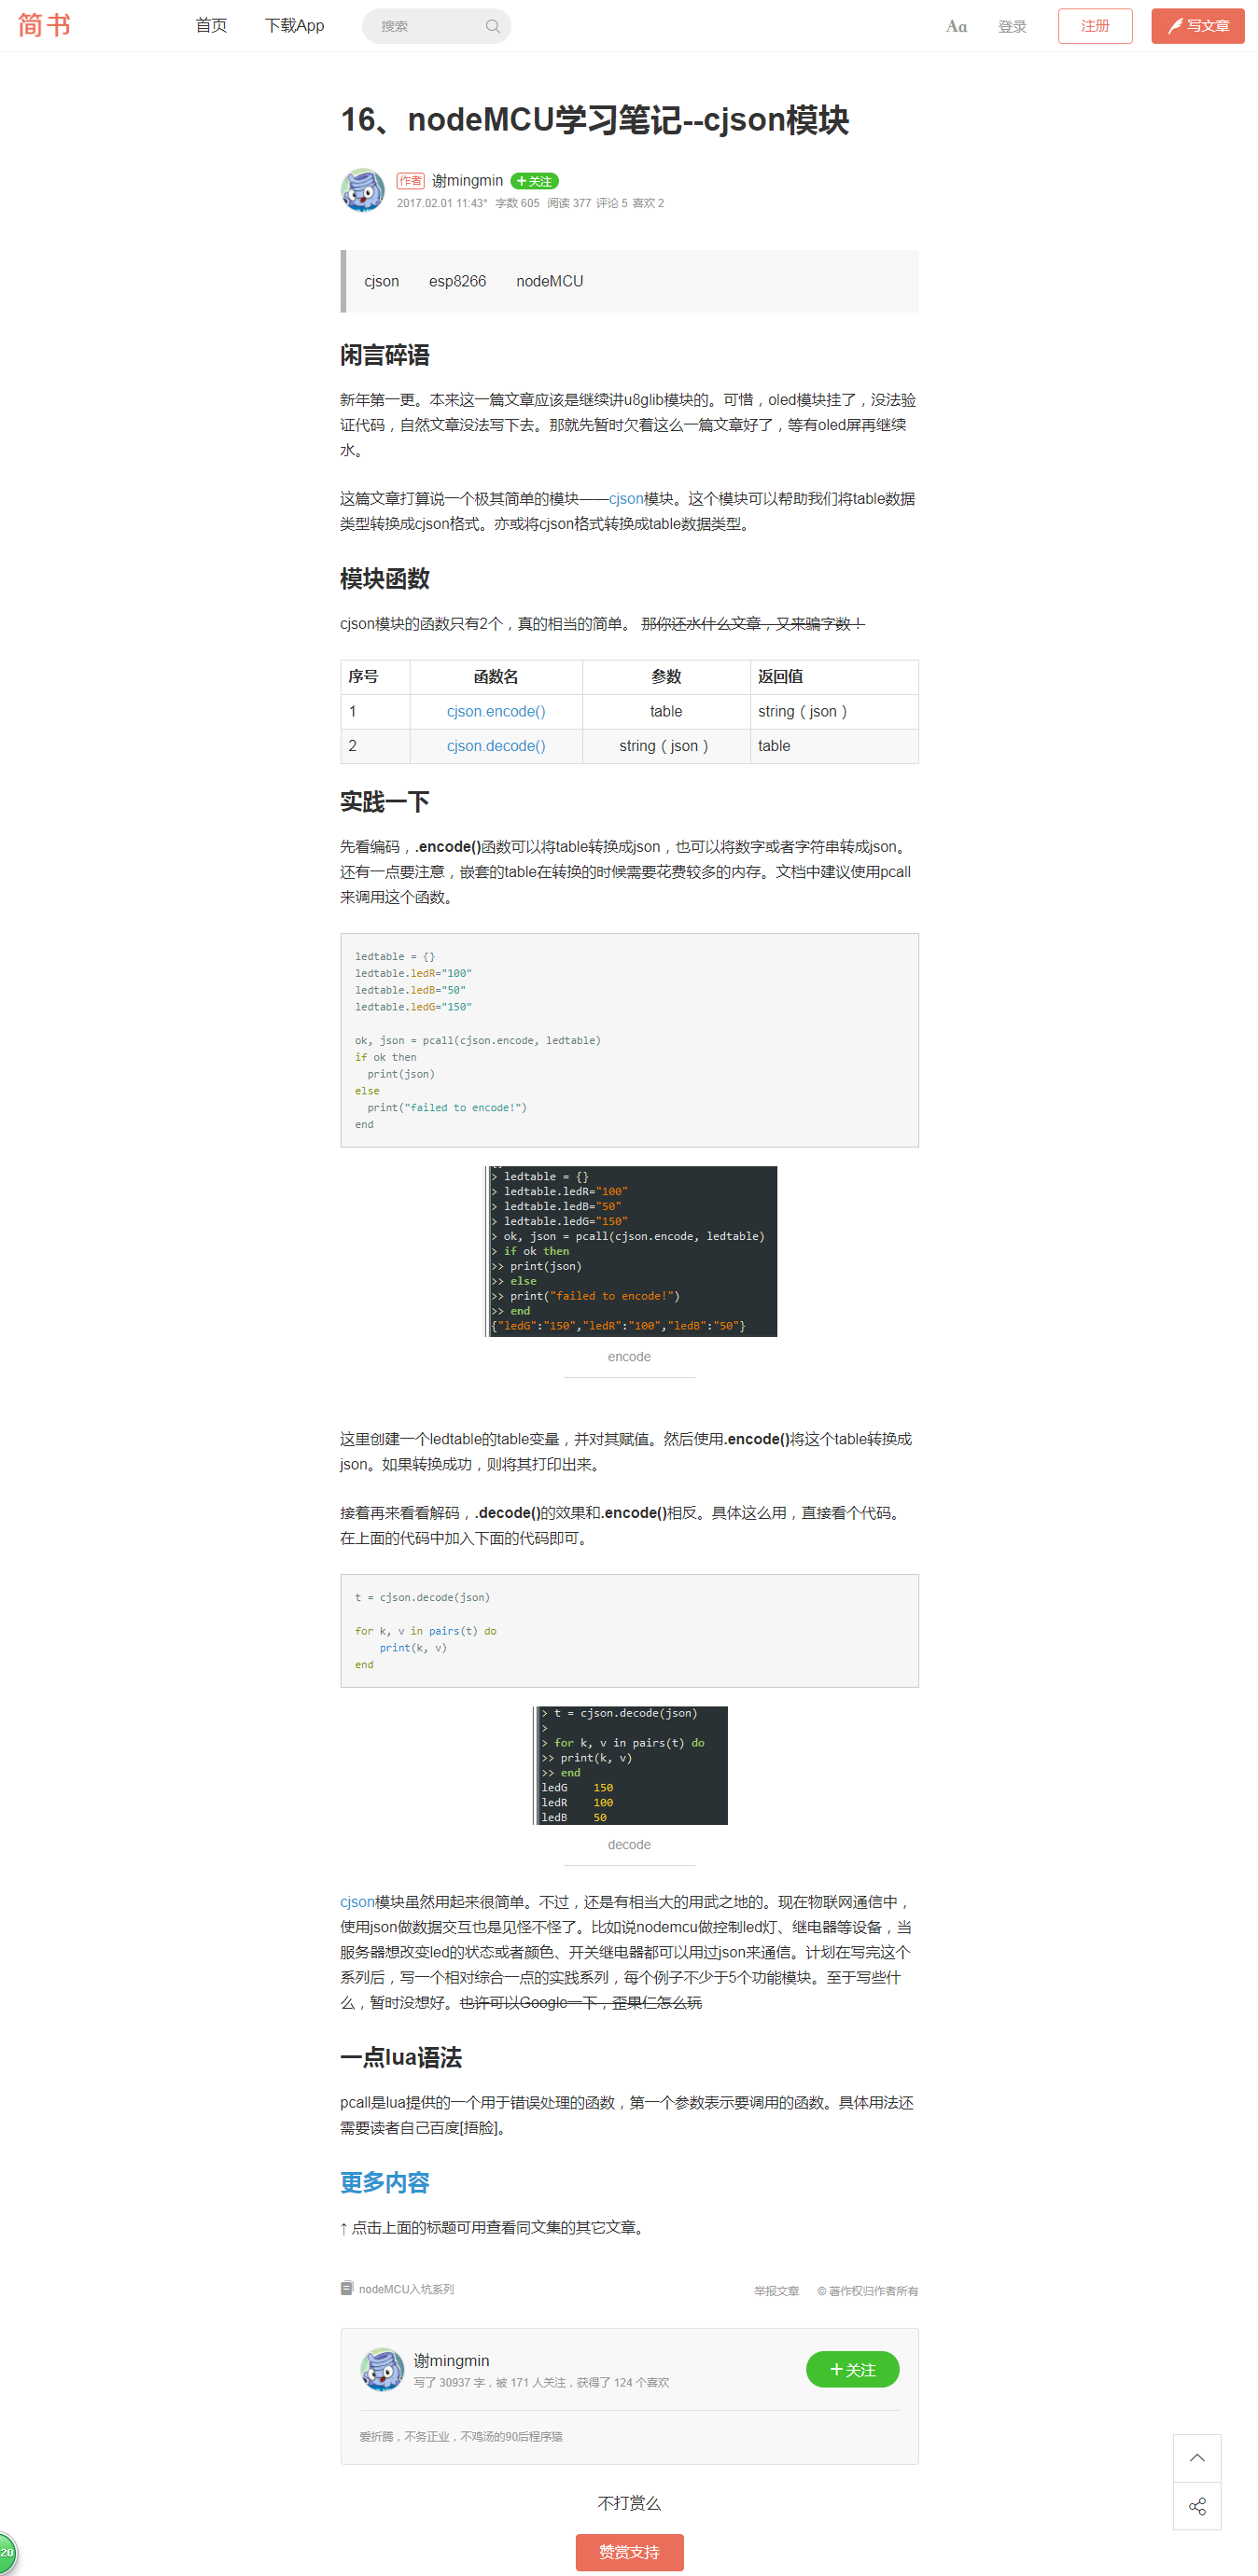 简书
首页
下载App
搜索
Aa
登录
注册
写文章
16、nodeMCU学习笔记--cjson模块
作者 谢mingmin +关注
2017.02.01 11:43* 字数 605 阅读 377 评论 5 喜欢 2
cjson esp8266 nodeMCU
闲言碎语
新年第一更。本来这一篇文章应该是继续讲u8glib模块的。可惜，oled模块挂了，没法验
证代码，自然文章没法写下去。那就先暂时欠着这么一篇文章好了，等有oled屏再继续
水。
这篇文章打算说一个极其简单的模块——cjson模块。这个模块可以帮助我们将table数据
类型转换成cjson格式。亦或将cjson格式转换成table数据类型。
模块函数
cjson模块的函数只有2个，真的相当的简单。 那你还水什么文章，又来骗字数！
序号 函数名 参数 返回值
1 cjson.encode() table string（json）
2 cjson.decode() string（json） table
实践一下
先看编码，.encode()函数可以将table转换成json，也可以将数字或者字符串转成json。
还有一点要注意，嵌套的table在转换的时候需要花费较多的内存。文档中建议使用pcall
来调用这个函数。
ledtable = {}
ledtable.ledR="100"
ledtable.ledB="50"
ledtable.ledG="150"
ok, json = pcall(cjson.encode, ledtable)
if ok then
print(json)
else
print("failed to encode!")
end
> ledtable = {}
> ledtable.ledR="100"
> ledtable.ledB="50"
> ledtable.ledG="150"
> ok, json = pcall(cjson.encode, ledtable)
> if ok then
>> print(json)
>> else
>> print("failed to encode!")
>> end
{"ledG":"150","ledR":"100","ledB":"50"}
encode
这里创建一个ledtable的table变量，并对其赋值。然后使用.encode()将这个table转换成
json。如果转换成功，则将其打印出来。
接着再来看看解码，.decode()的效果和.encode()相反。具体这么用，直接看个代码。
在上面的代码中加入下面的代码即可。
t = cjson.decode(json)
for k, v in pairs(t) do
print(k, v)
end
> t = cjson.decode(json)
>
> for k, v in pairs(t) do
>> print(k, v)
>> end
ledG 150
ledR 100
ledB 50
decode
cjson模块虽然用起来很简单。不过，还是有相当大的用武之地的。现在物联网通信中，
使用json做数据交互也是见怪不怪了。比如说nodemcu做控制led灯、继电器等设备，当
服务器想改变led的状态或者颜色、开关继电器都可以用过json来通信。计划在写完这个
系列后，写一个相对综合一点的实践系列，每个例子不少于5个功能模块。至于写些什
么，暂时没想好。也许可以Google一下，歪果仁怎么玩
一点lua语法
pcall是lua提供的一个用于错误处理的函数，第一个参数表示要调用的函数。具体用法还
需要读者自己百度[捂脸]。
更多内容
↑ 点击上面的标题可用查看同文集的其它文章。
nodeMCU入坑系列
举报文章 © 著作权归作者所有
谢mingmin
写了 30937 字，被 171 人关注，获得了 124 个喜欢
+关注
爱折腾，不务正业，不鸡汤的90后程序猿
不打赏么
赞赏支持
20